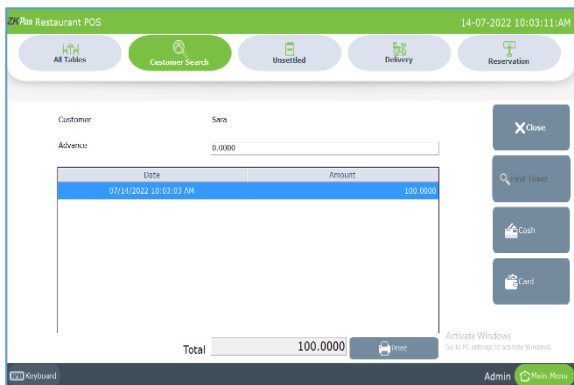 ZKPos Restaurant POS 14-07-2022 10:03:11:AM
All Tables Customer Search Unsettled Delivery Reservation
Customer Sara
Close
Advance 0.0000
Date Amount
Find Ticket
07/14/2022 10:03:03 AM 100.0000
Cash
Card
Activate Windows
Go to PC settings to activate Windows.
Total 100.0000 Print
Keyboard Admin Main Menu